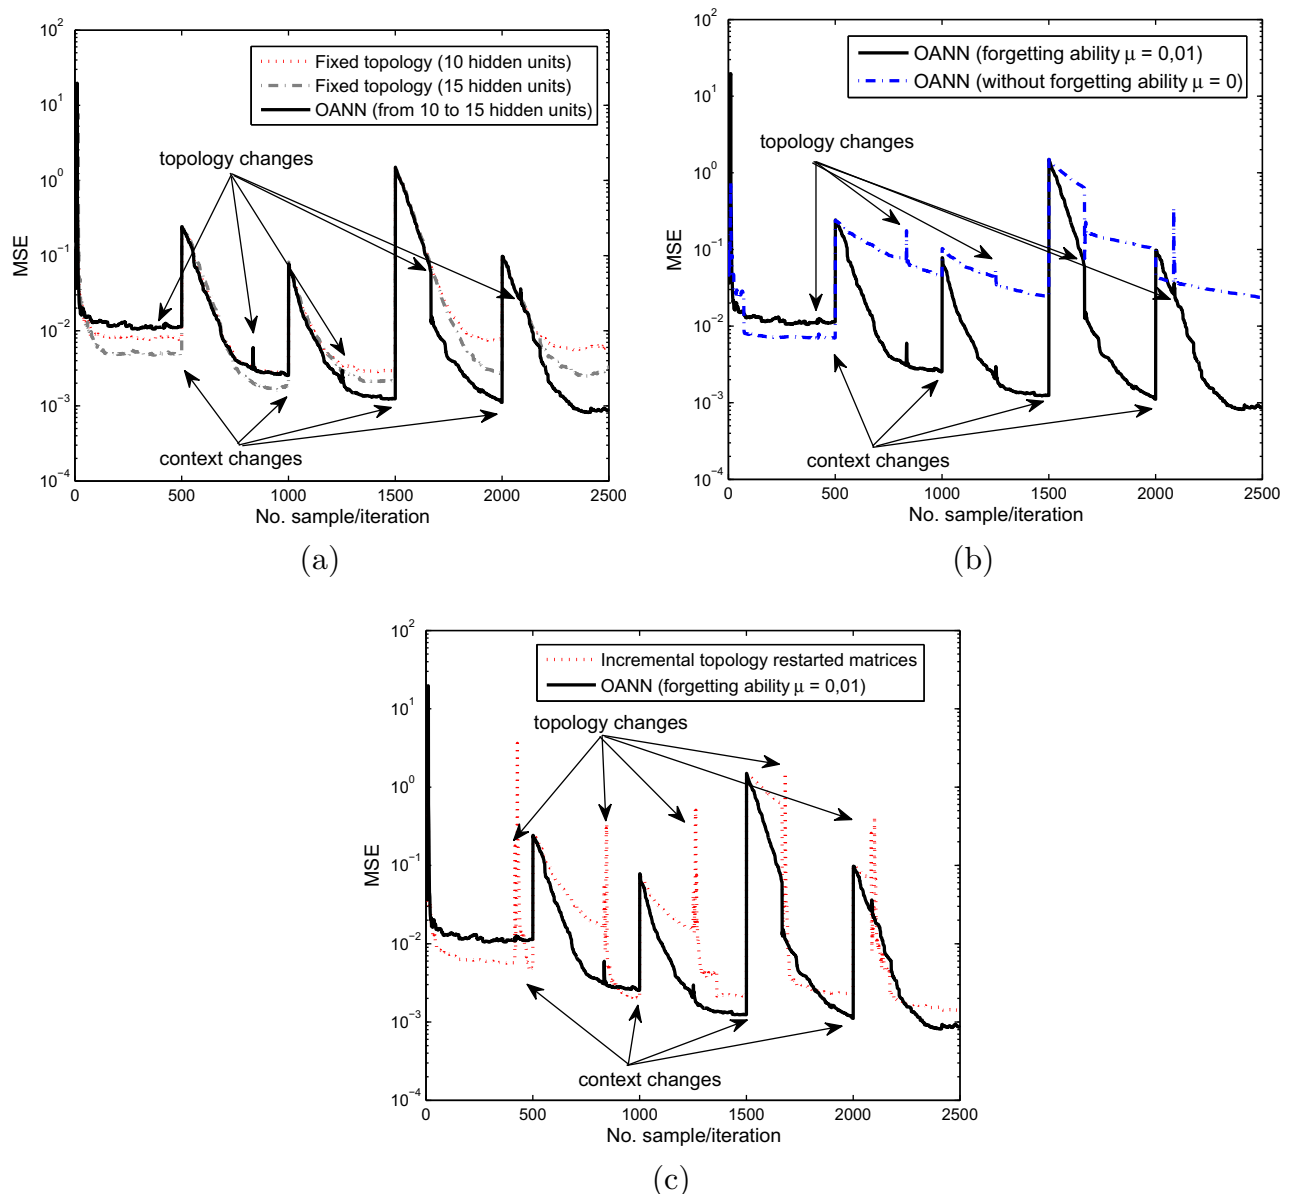 10^2
10^1
10^0
10^-1
10^-2
10^-3
10^-4
MSE
Fixed topology (10 hidden units)
Fixed topology (15 hidden units)
OANN (from 10 to 15 hidden units)
topology changes
context changes
0 500 1000 1500 2000 2500
No. sample/iteration
(a)
10^2
10^1
10^0
10^-1
10^-2
10^-3
10^-4
MSE
OANN (forgetting ability μ = 0,01)
OANN (without forgetting ability μ = 0)
topology changes
context changes
0 500 1000 1500 2000 2500
No. sample/iteration
(b)
10^2
10^1
10^0
10^-1
10^-2
10^-3
10^-4
MSE
Incremental topology restarted matrices
OANN (forgetting ability μ = 0,01)
topology changes
context changes
0 500 1000 1500 2000 2500
No. sample/iteration
(c)